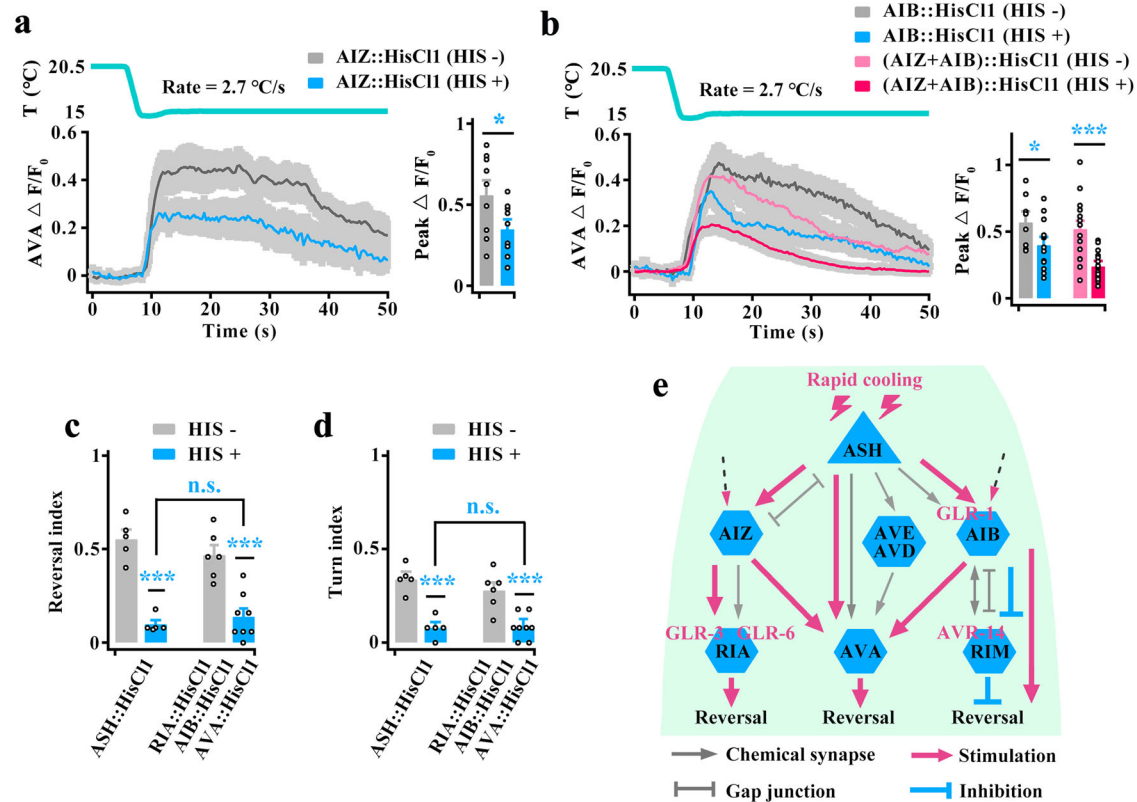 a
AIZ::HisCl1 (HIS -)
AIZ::HisCl1 (HIS +)
T (℃)
20.5
15
Rate = 2.7 ℃/s
AVA △ F/F0
0.6
0.4
0.2
0
0 10 20 30 40 50
Time (s)
Peak △ F/F0
1
0.5
0
*
b
AIB::HisCl1 (HIS -)
AIB::HisCl1 (HIS +)
(AIZ+AIB)::HisCl1 (HIS -)
(AIZ+AIB)::HisCl1 (HIS +)
T (℃)
20.5
15
Rate = 2.7 ℃/s
AVA △ F/F0
0.6
0.4
0.2
0
0 10 20 30 40 50
Time (s)
Peak △ F/F0
1
0.5
0
*
***
c
HIS -
HIS +
Reversal index
1
0.5
0
n.s.
***
***
ASH::HisCl1
RIA::HisCl1
AIB::HisCl1
AVA::HisCl1
d
HIS -
HIS +
Turn index
1
0.5
0
n.s.
***
***
ASH::HisCl1
RIA::HisCl1
AIB::HisCl1
AVA::HisCl1
e
Rapid cooling
ASH
GLR-1
AIZ
AVE
AVD
AIB
GLR-3 GLR-6
AVR-14
RIA
AVA
RIM
Reversal Reversal Reversal
Chemical synapse
Stimulation
Gap junction
Inhibition